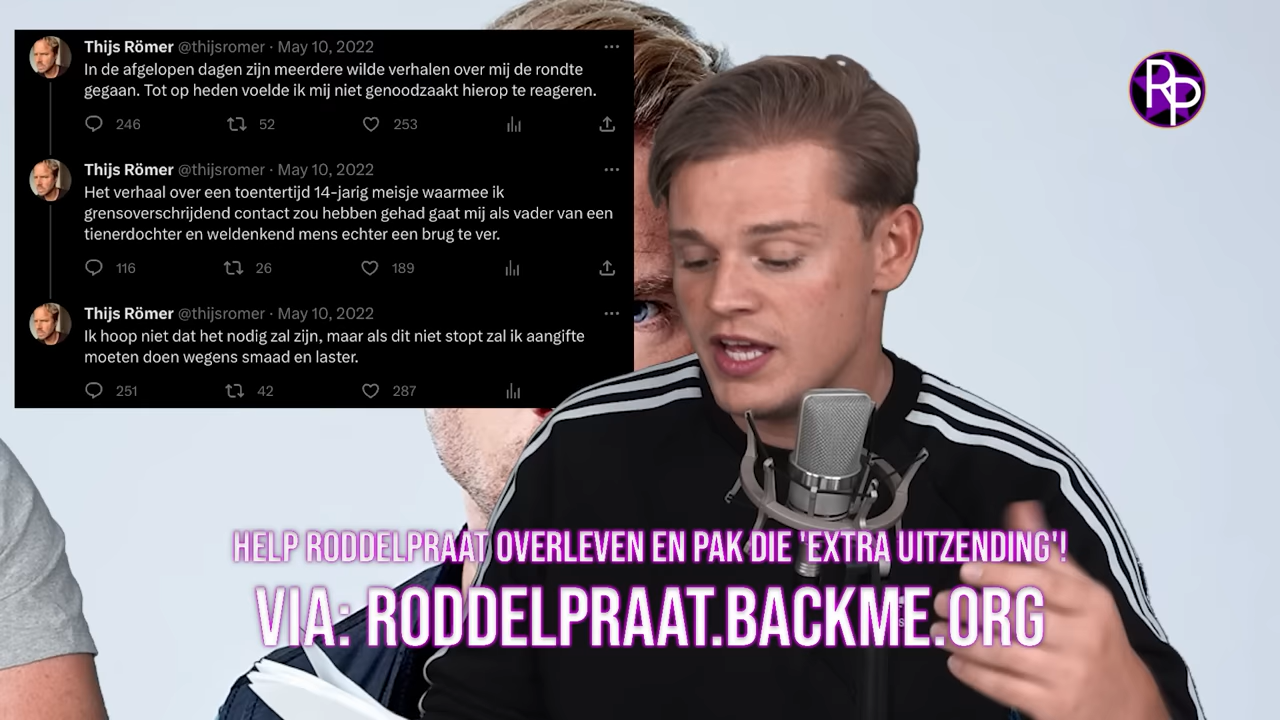 Thijs Römer @thijsromer · May 10, 2022
In de afgelopen dagen zijn meerdere wilde verhalen over mij de rondte
gegaan. Tot op heden voelde ik mij niet genoodzaakt hierop te reageren.
246 52 253
Thijs Römer @thijsromer · May 10, 2022
Het verhaal over een toentertijd 14-jarig meisje waarmee ik
grensoverschrijdend contact zou hebben gehad gaat mij als vader van een
tienerdochter en weldenkend mens echter een brug te ver.
116 26 189
Thijs Römer @thijsromer · May 10, 2022
Ik hoop niet dat het nodig zal zijn, maar als dit niet stopt zal ik aangifte
moeten doen wegens smaad en laster.
251 42 287
RP
HELP RODDELPRAAT OVERLEVEN EN PAK DIE 'EXTRA UITZENDING'!
VIA: RODDELPRAAT.BACKME.ORG